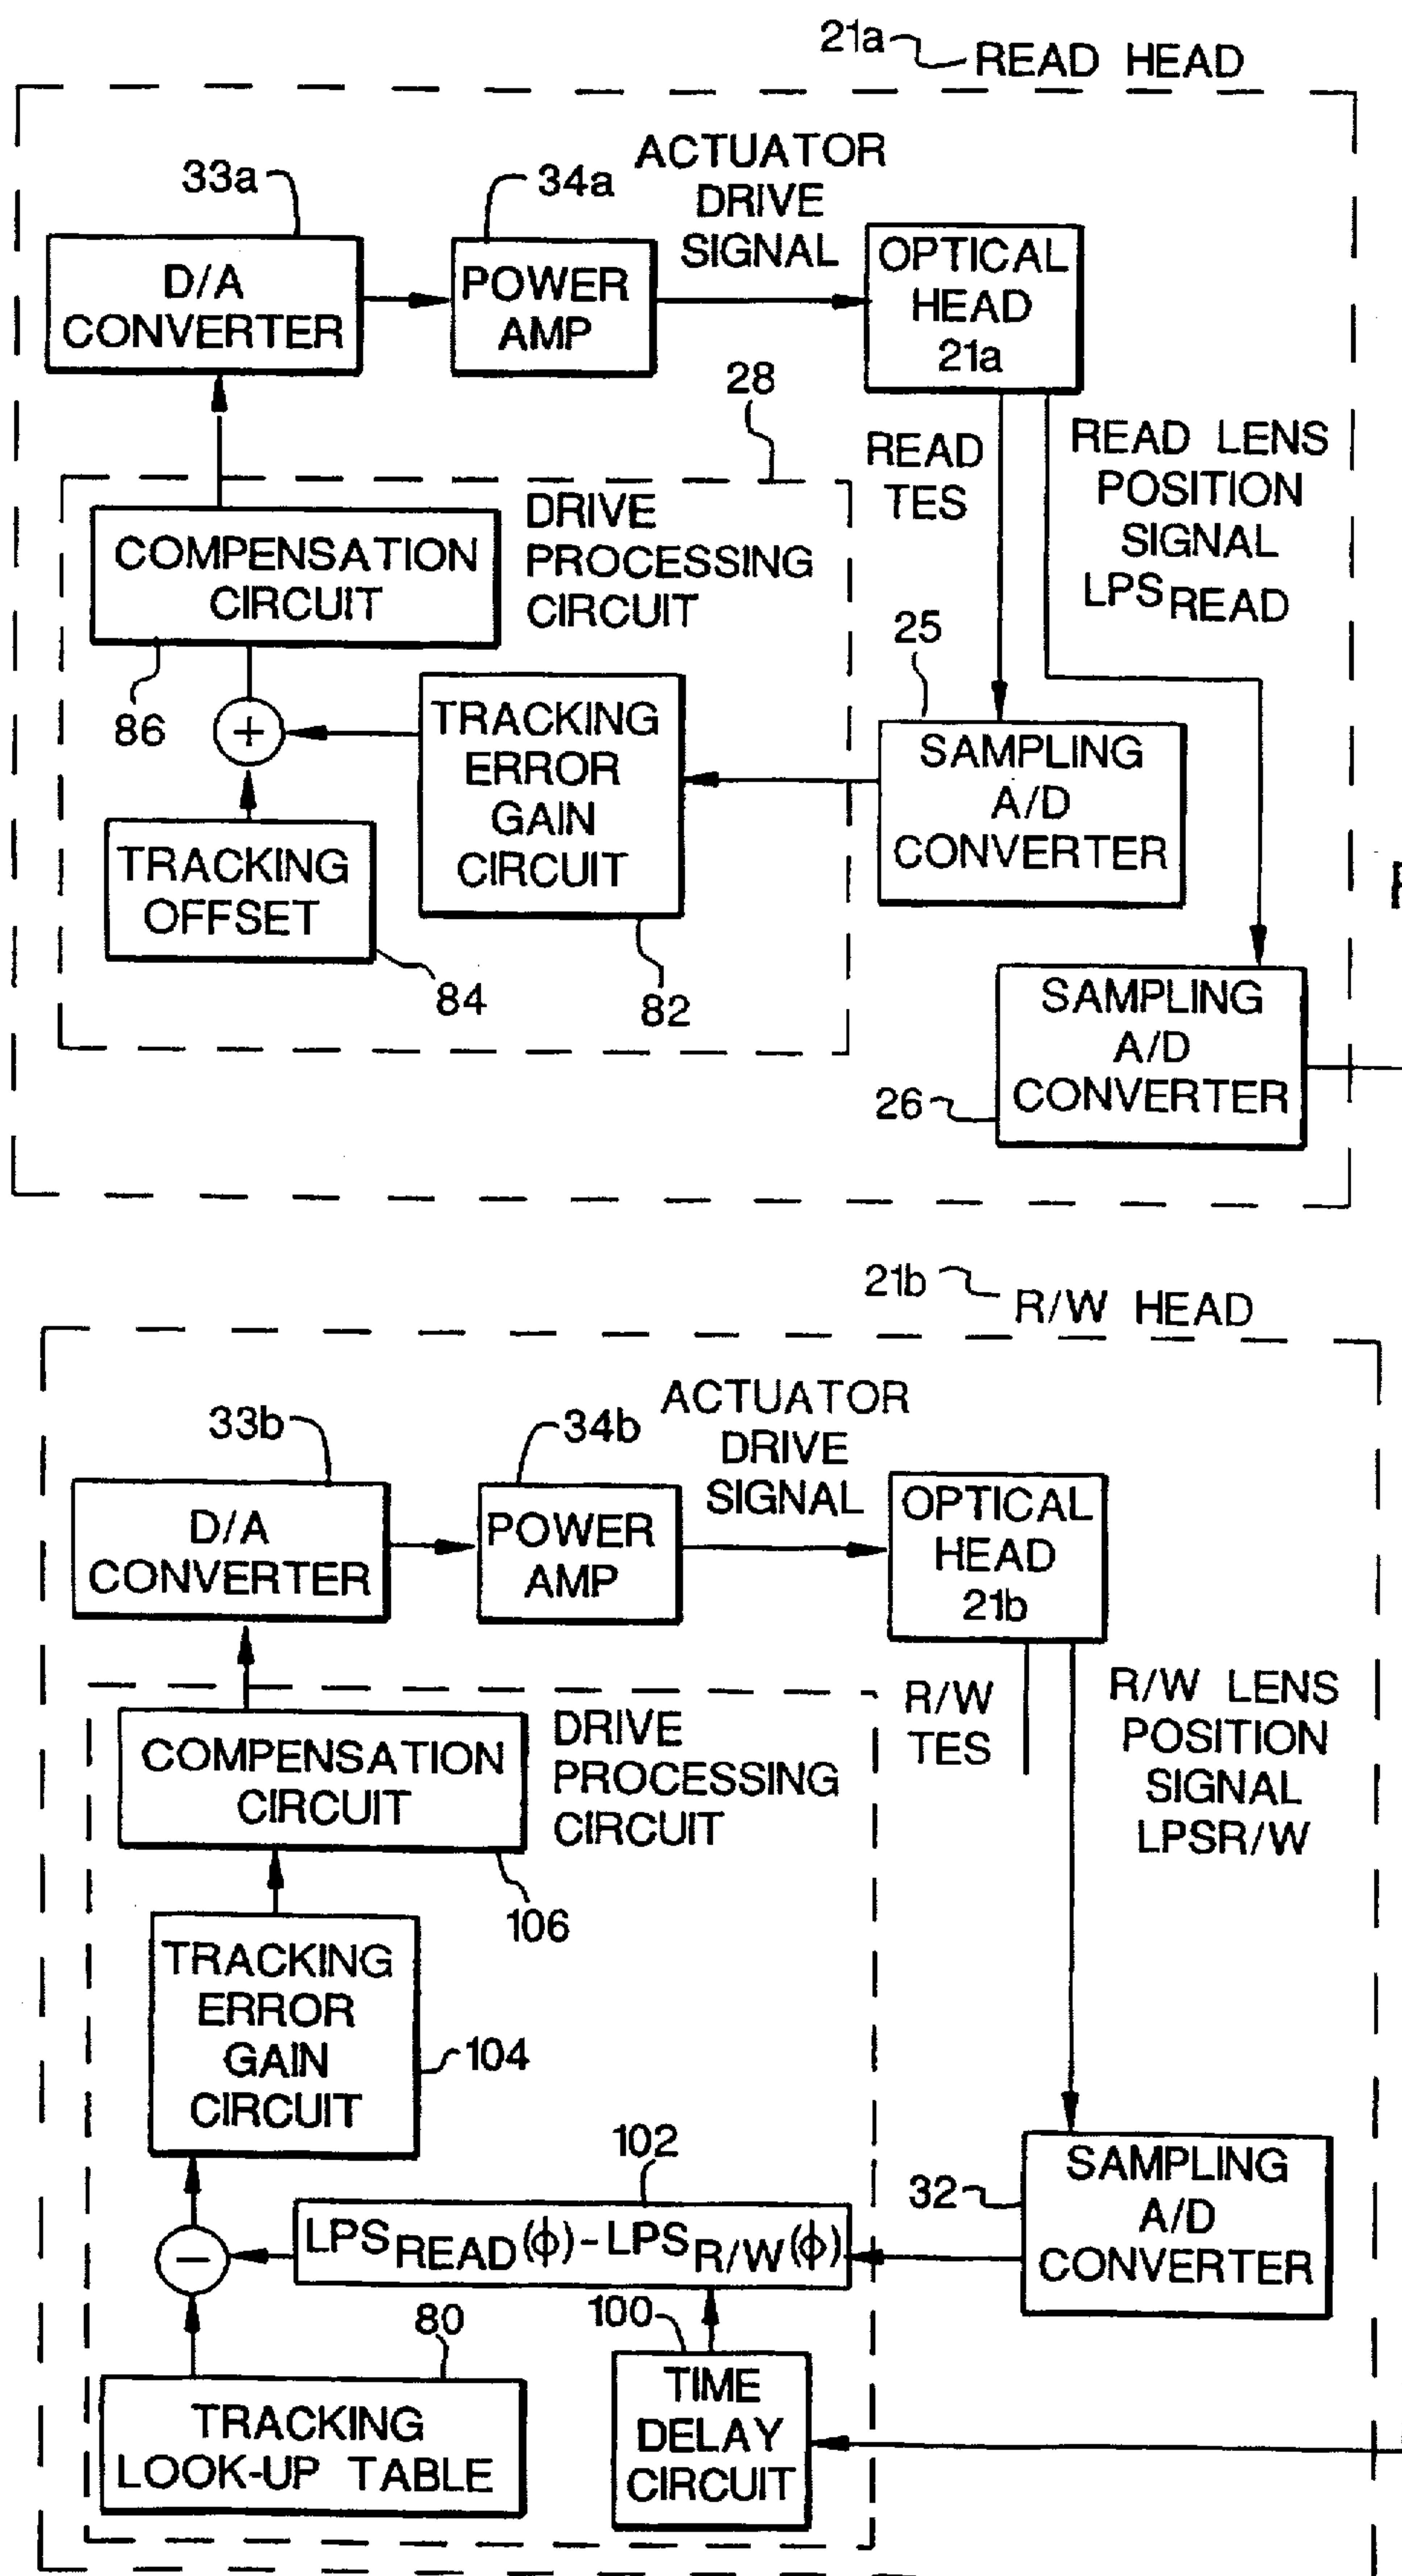 21a
READ HEAD
33a
34a
ACTUATOR
DRIVE
SIGNAL
D/A
CONVERTER
POWER
AMP
OPTICAL
HEAD
21a
28
READ
TES
READ LENS
POSITION
SIGNAL
LPSREAD
COMPENSATION
CIRCUIT
DRIVE
PROCESSING
CIRCUIT
86
+
TRACKING
ERROR
GAIN
CIRCUIT
25
SAMPLING
A/D
CONVERTER
TRACKING
OFFSET
84
82
SAMPLING
A/D
CONVERTER
26
21b
R/W HEAD
33b
34b
ACTUATOR
DRIVE
SIGNAL
D/A
CONVERTER
POWER
AMP
OPTICAL
HEAD
21b
R/W
TES
R/W LENS
POSITION
SIGNAL
LPSR/W
COMPENSATION
CIRCUIT
DRIVE
PROCESSING
CIRCUIT
106
TRACKING
ERROR
GAIN
CIRCUIT
104
102
LPSREAD(ϕ)-LPSR/W(ϕ)
−
32
SAMPLING
A/D
CONVERTER
80
100
TRACKING
LOOK-UP TABLE
TIME
DELAY
CIRCUIT